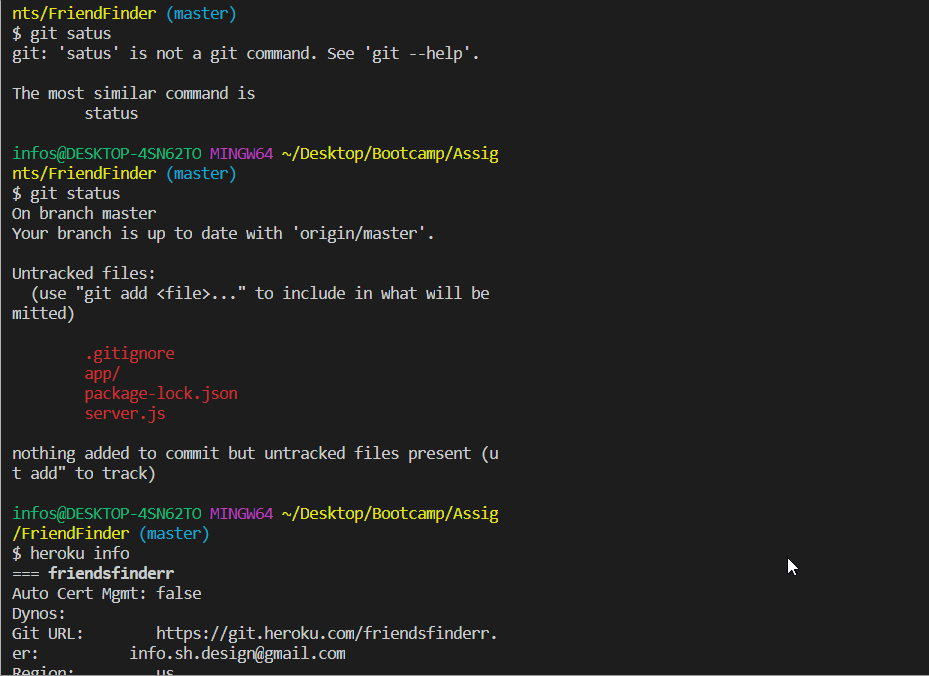 nts/FriendFinder (master)
$ git satus
git: 'satus' is not a git command. See 'git --help'.
The most similar command is
status
infos@DESKTOP-4SN62TO MINGW64 ~/Desktop/Bootcamp/Assig
nts/FriendFinder (master)
$ git status
On branch master
Your branch is up to date with 'origin/master'.
Untracked files:
(use "git add <file>..." to include in what will be
mitted)
.gitignore
app/
package-lock.json
server.js
nothing added to commit but untracked files present (u
t add" to track)
infos@DESKTOP-4SN62TO MINGW64 ~/Desktop/Bootcamp/Assig
/FriendFinder (master)
$ heroku info
=== friendsfinderr
Auto Cert Mgmt: false
Dynos:
Git URL: https://git.heroku.com/friendsfinderr.
er: info.sh.design@gmail.com
Region: us